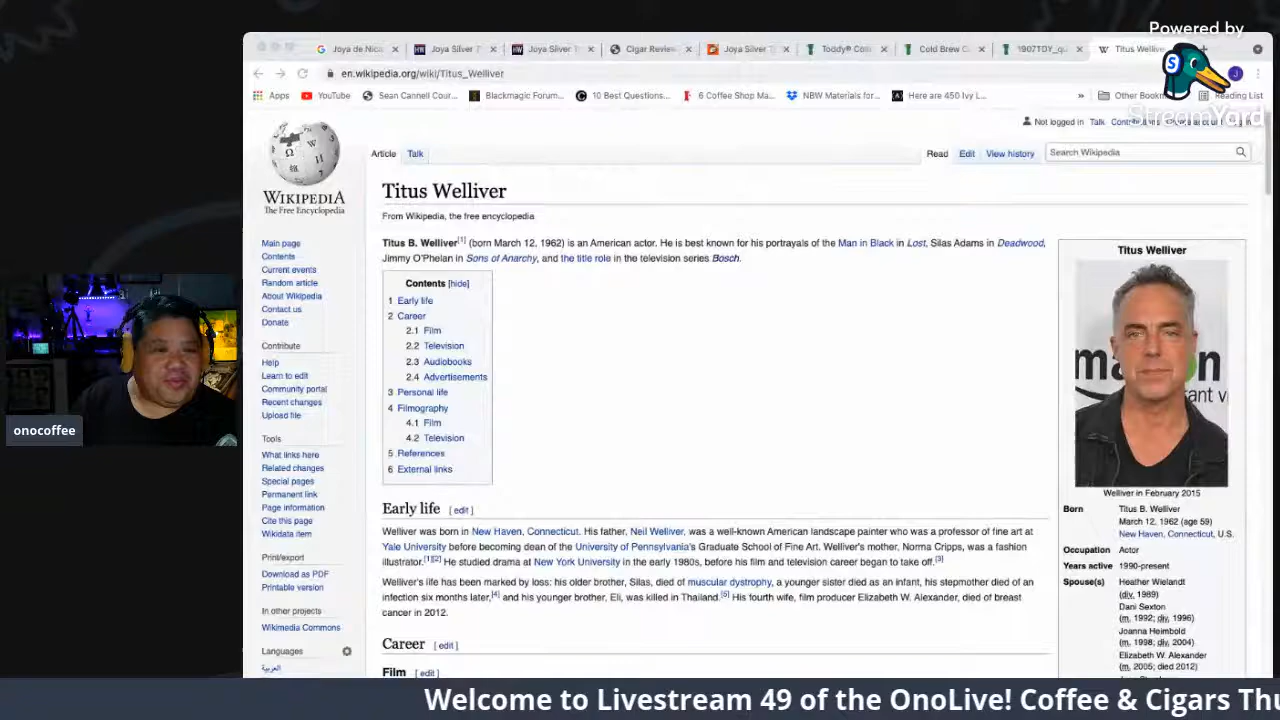 Powered by
StreamYard
Joya de Nica
Joya Silver T
Joya Silver T
Cigar Review
Joya Silver T
Toddy® Com
Cold Brew C
1907TOY_qu
Titus Welliver
en.wikipedia.org/wiki/Titus_Welliver
Apps
YouTube
Sean Cannell Cour...
Blackmagic Forum...
10 Best Questions...
6 Coffee Shop Ma...
NBW Materials for...
Here are 450 Ivy L...
»
Other Bookm
Reading List
Not logged in Talk
Article Talk
Read Edit View history
Search Wikipedia
WIKIPEDIA
The Free Encyclopedia
Main page
Contents
Current events
Random article
About Wikipedia
Contact us
Donate
Contribute
Help
Learn to edit
Community portal
Recent changes
Upload file
Tools
What links here
Related changes
Special pages
Permanent link
Page information
Cite this page
Wikidata item
Print/export
Download as PDF
Printable version
In other projects
Wikimedia Commons
Languages
العربية
Titus Welliver
From Wikipedia, the free encyclopedia
Titus B. Welliver[1] (born March 12, 1962) is an American actor. He is best known for his portrayals of the Man in Black in Lost, Silas Adams in Deadwood,
Jimmy O'Phelan in Sons of Anarchy, and the title role in the television series Bosch.
Contents [hide]
1 Early life
2 Career
2.1 Film
2.2 Television
2.3 Audiobooks
2.4 Advertisements
3 Personal life
4 Filmography
4.1 Film
4.2 Television
5 References
6 External links
Early life [ edit ]
Welliver was born in New Haven, Connecticut. His father, Neil Welliver, was a well-known American landscape painter who was a professor of fine art at
Yale University before becoming dean of the University of Pennsylvania's Graduate School of Fine Art. Welliver's mother, Norma Cripps, was a fashion
illustrator.[1][2] He studied drama at New York University in the early 1980s, before his film and television career began to take off.[3]
Welliver's life has been marked by loss: his older brother, Silas, died of muscular dystrophy, a younger sister died as an infant, his stepmother died of an
infection six months later,[4] and his younger brother, Eli, was killed in Thailand.[5] His fourth wife, film producer Elizabeth W. Alexander, died of breast
cancer in 2012.
Career [ edit ]
Film [ edit ]
Titus Welliver
Welliver in February 2015
Born Titus B. Welliver
March 12, 1962 (age 59)
New Haven, Connecticut, U.S.
Occupation Actor
Years active 1990-present
Spouse(s) Heather Wielandt
(div. 1989)
Dani Sexton
(m. 1992; div. 1996)
Joanna Heimbold
(m. 1998; div. 2004)
Elizabeth W. Alexander
(m. 2005; died 2012)
onocoffee
Welcome to Livestream 49 of the OnoLive! Coffee & Cigars Thu